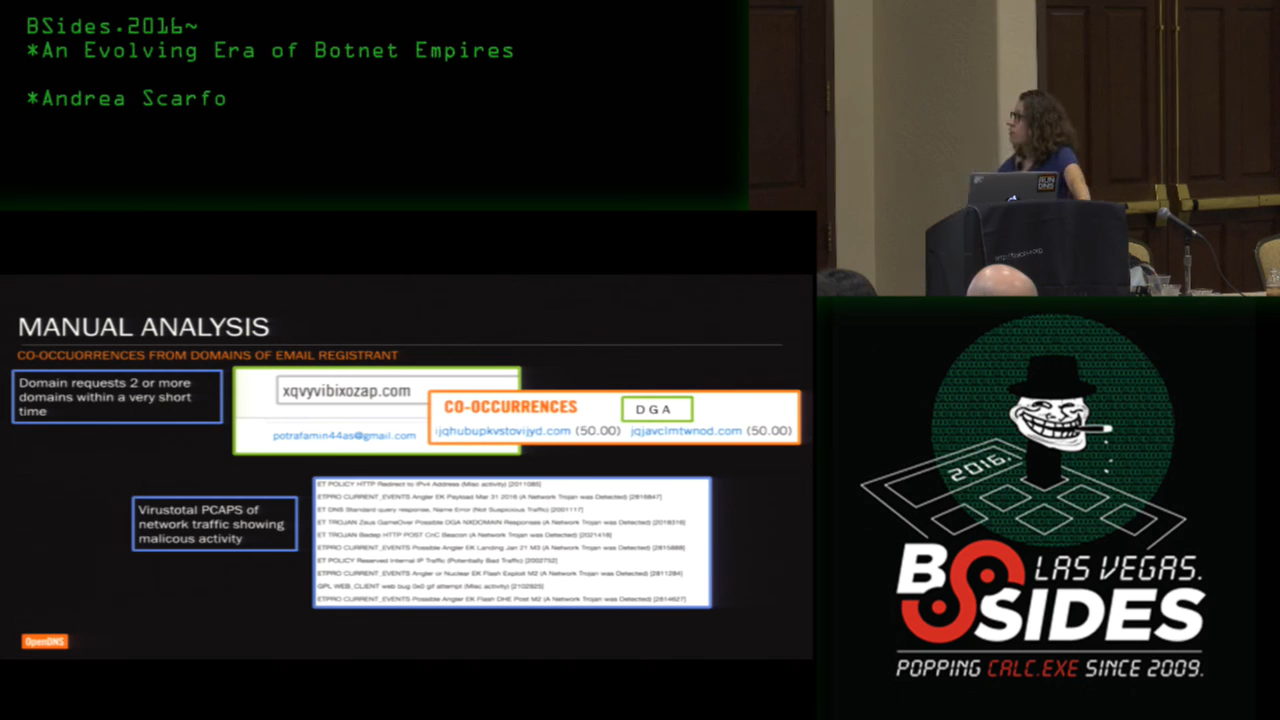 BSides.2016~
*An Evolving Era of Botnet Empires
*Andrea Scarfo
MANUAL ANALYSIS
CO-OCCUORRENCES FROM DOMAINS OF EMAIL REGISTRANT
Domain requests 2 or more
domains within a very short
time
xqvyvibixozap.com
potrafamin44as@gmail.com
CO-OCCURRENCES
DGA
ijqhubupkvstovijyd.com (50.00) jqjavclmtwnod.com (50.00)
Virustotal PCAPS of
network traffic showing
malicous activity
ET POLICY HTTP Redirect to IPv4 Address (Misc activity) [2011085]
ETPRO CURRENT_EVENTS Angler EK Payload Mar 31 2016 (A Network Trojan was Detected) [2816847]
ET DNS Standard query response, Name Error (Not Suspicious Traffic) [2001117]
ET TROJAN Zeus GameOver Possible DGA NXDOMAIN Responses (A Network Trojan was Detected) [2018316]
ET TROJAN Bedep HTTP POST CnC Beacon (A Network Trojan was Detected) [2021418]
ETPRO CURRENT_EVENTS Possible Angler EK Landing Jan 21 M3 (A Network Trojan was Detected) [2815888]
ET POLICY Reserved Internal IP Traffic (Potentially Bad Traffic) [2002752]
ETPRO CURRENT_EVENTS Angler or Nuclear EK Flash Exploit M2 (A Network Trojan was Detected) [2811284]
GPL WEB_CLIENT web bug 0x0 gif attempt (Misc activity) [2102925]
ETPRO CURRENT_EVENTS Possible Angler EK Flash DHE Post M2 (A Network Trojan was Detected) [2814627]
OpenDNS
2016.
BSIDES
LAS VEGAS.
POPPING CALC.EXE SINCE 2009.